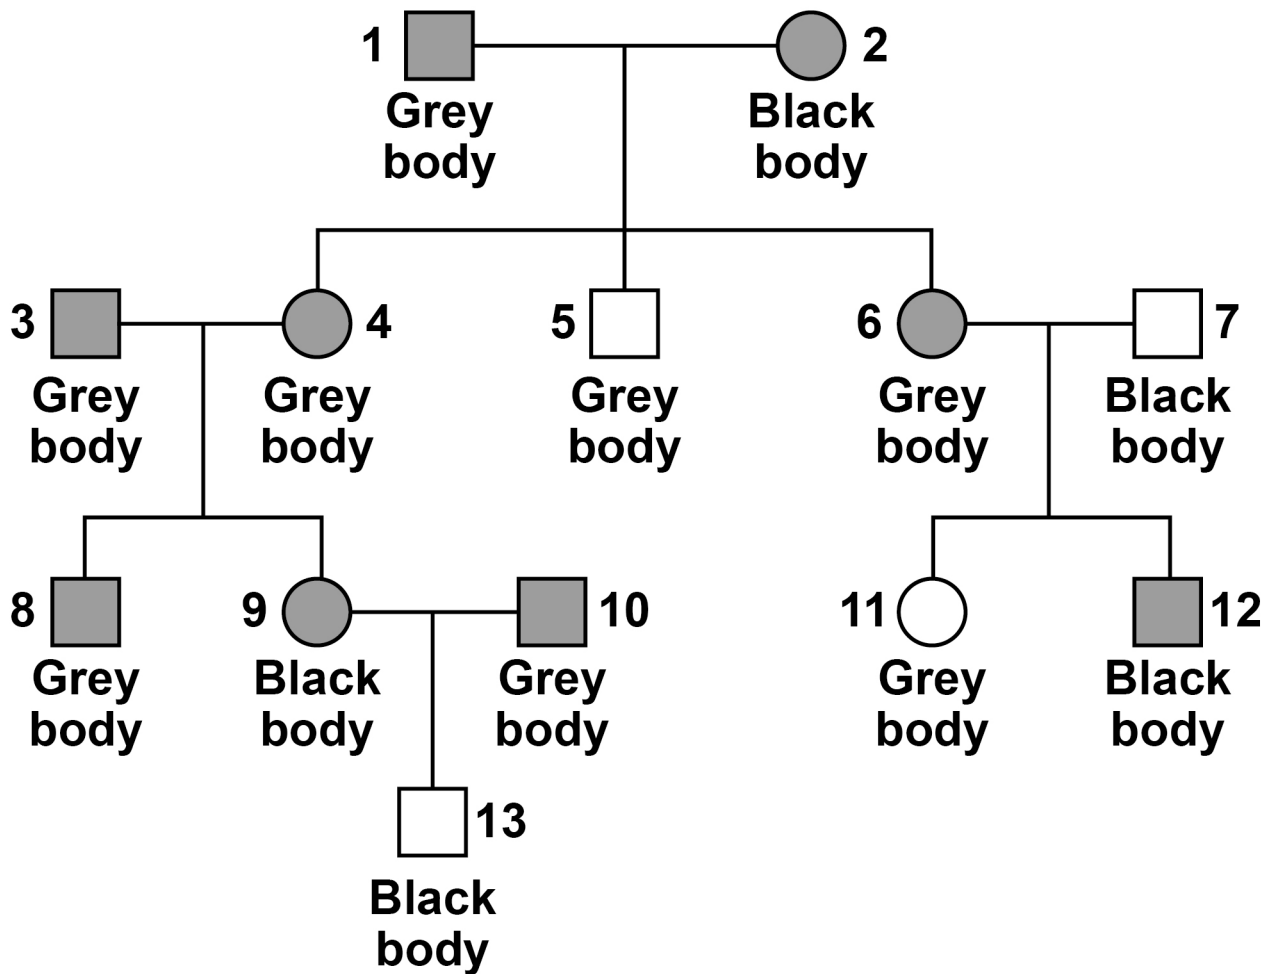 1 2
Grey Black
body body
3 4 5 6 7
Grey Grey Grey Grey Black
body body body body body
8 9 10 11 12
Grey Black Grey Grey Black
body body body body body
13
Black
body